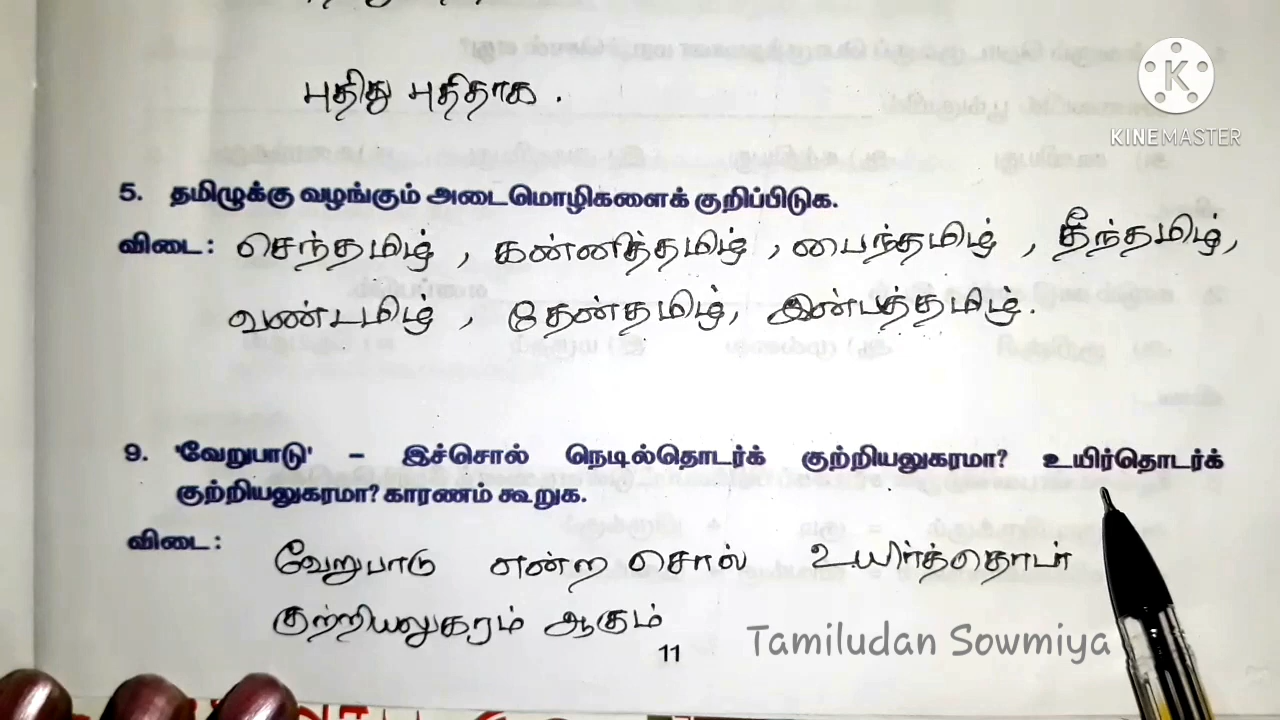 புதிது புதிதாக .
KINEMASTER
5. தமிழுக்கு வழங்கும் அடைமொழிகளைக் குறிப்பிடுக.
விடை: செந்தமிழ் , கன்னித்தமிழ் , பைந்தமிழ் , தீந்தமிழ்,
வண்டமிழ் , தேன்தமிழ், இன்பத்தமிழ்.
9. 'வேறுபாடு' – இச்சொல் நெடில்தொடர்க் குற்றியலுகரமா? உயிர்தொடர்க்
குற்றியலுகரமா? காரணம் கூறுக.
விடை: வேறுபாடு என்ற சொல் உயிர்த்தொடர்
குற்றியலுகரம் ஆகும்
Tamiludan Sowmiya
11